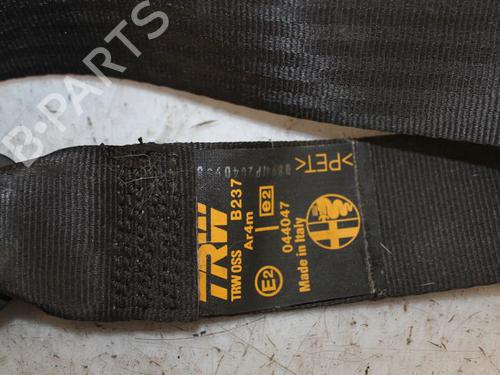 B-PARTS
TRW
TRW OSS B237
Ar4m
e2
E2 044047
Made in Italy
>PET<